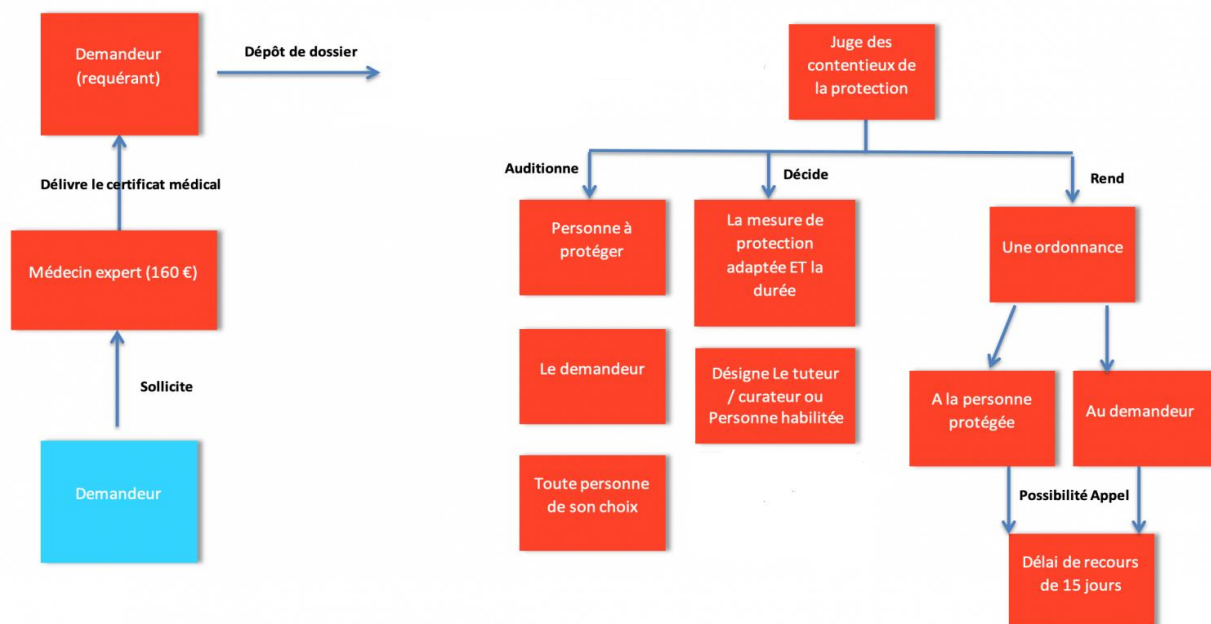 Demandeur
(requérant)
Dépôt de dossier
Délivre le certificat médical
Médecin expert (160 €)
Sollicite
Demandeur
Juge des
contentieux de
la protection
Auditionne
Décide
Rend
Personne à
protéger
Le demandeur
Toute personne
de son choix
La mesure de
protection
adaptée ET la
durée
Désigne Le tuteur
/ curateur ou
Personne habilitée
Une ordonnance
A la personne
protégée
Au demandeur
Possibilité Appel
Délai de recours
de 15 jours